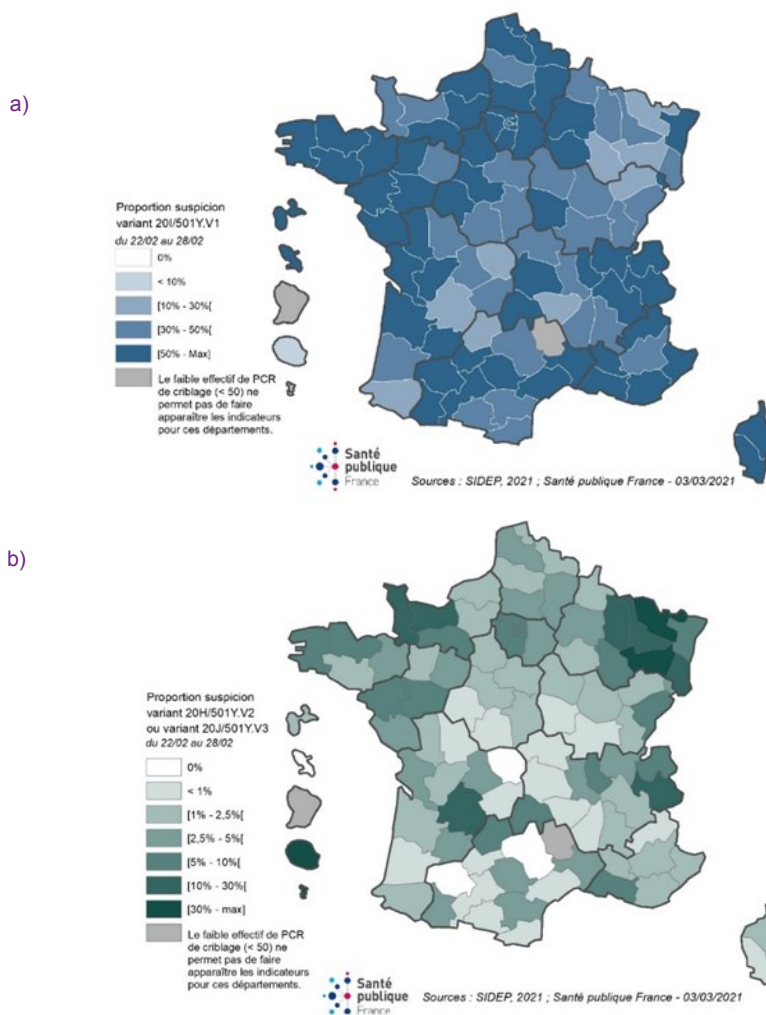 a)
Proportion suspicion
variant 20I/501Y.V1
du 22/02 au 28/02
0%
< 10%
[10% - 30%[
[30% - 50%[
[50% - Max]
Le faible effectif de PCR
de criblage (< 50) ne
permet pas de faire
apparaître les indicateurs
pour ces départements.
Santé
publique
France
Sources : SIDEP, 2021 ; Santé publique France - 03/03/2021
b)
Proportion suspicion
variant 20H/501Y.V2
ou variant 20J/501Y.V3
du 22/02 au 28/02
0%
< 1%
[1% - 2,5%[
[2,5% - 5%[
[5% - 10%[
[10% - 30%[
[30% - max]
Le faible effectif de PCR
de criblage (< 50) ne
permet pas de faire
apparaître les indicateurs
pour ces départements.
Santé
publique
France
Sources : SIDEP, 2021 ; Santé publique France - 03/03/2021